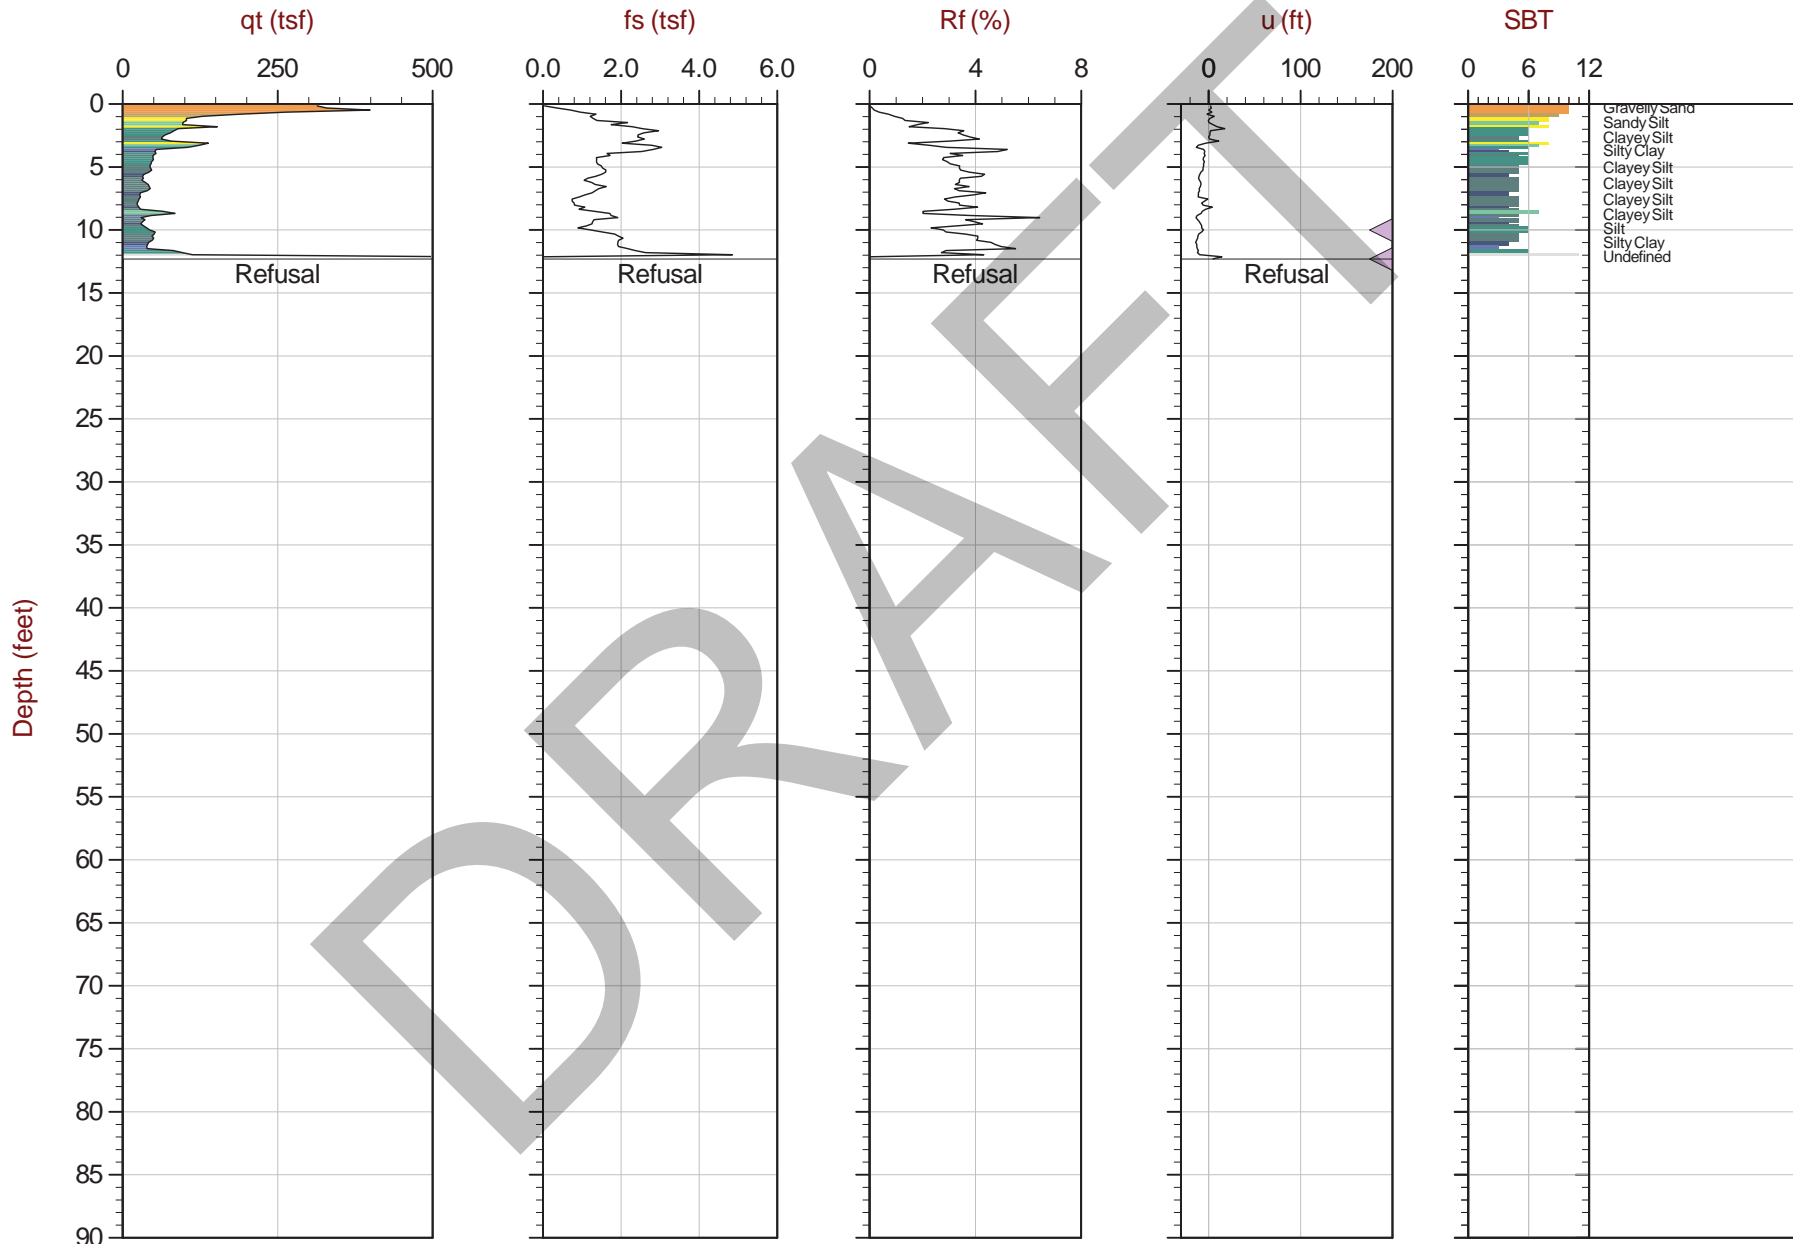 qt (tsf) fs (tsf) Rf (%) u (ft) SBT
0 250 500 0.0 2.0 4.0 6.0 0 4 8 0 100 200 0 6 12
0
5
10
15
20
25
30
35
40
45
50
55
60
65
70
75
80
85
90
Depth (feet)
Gravelly Sand
Sandy Silt
Clayey Silt
Silty Clay
Clayey Silt
Clayey Silt
Clayey Silt
Silt
Silty Clay
Undefined
Refusal Refusal Refusal
DRAFT